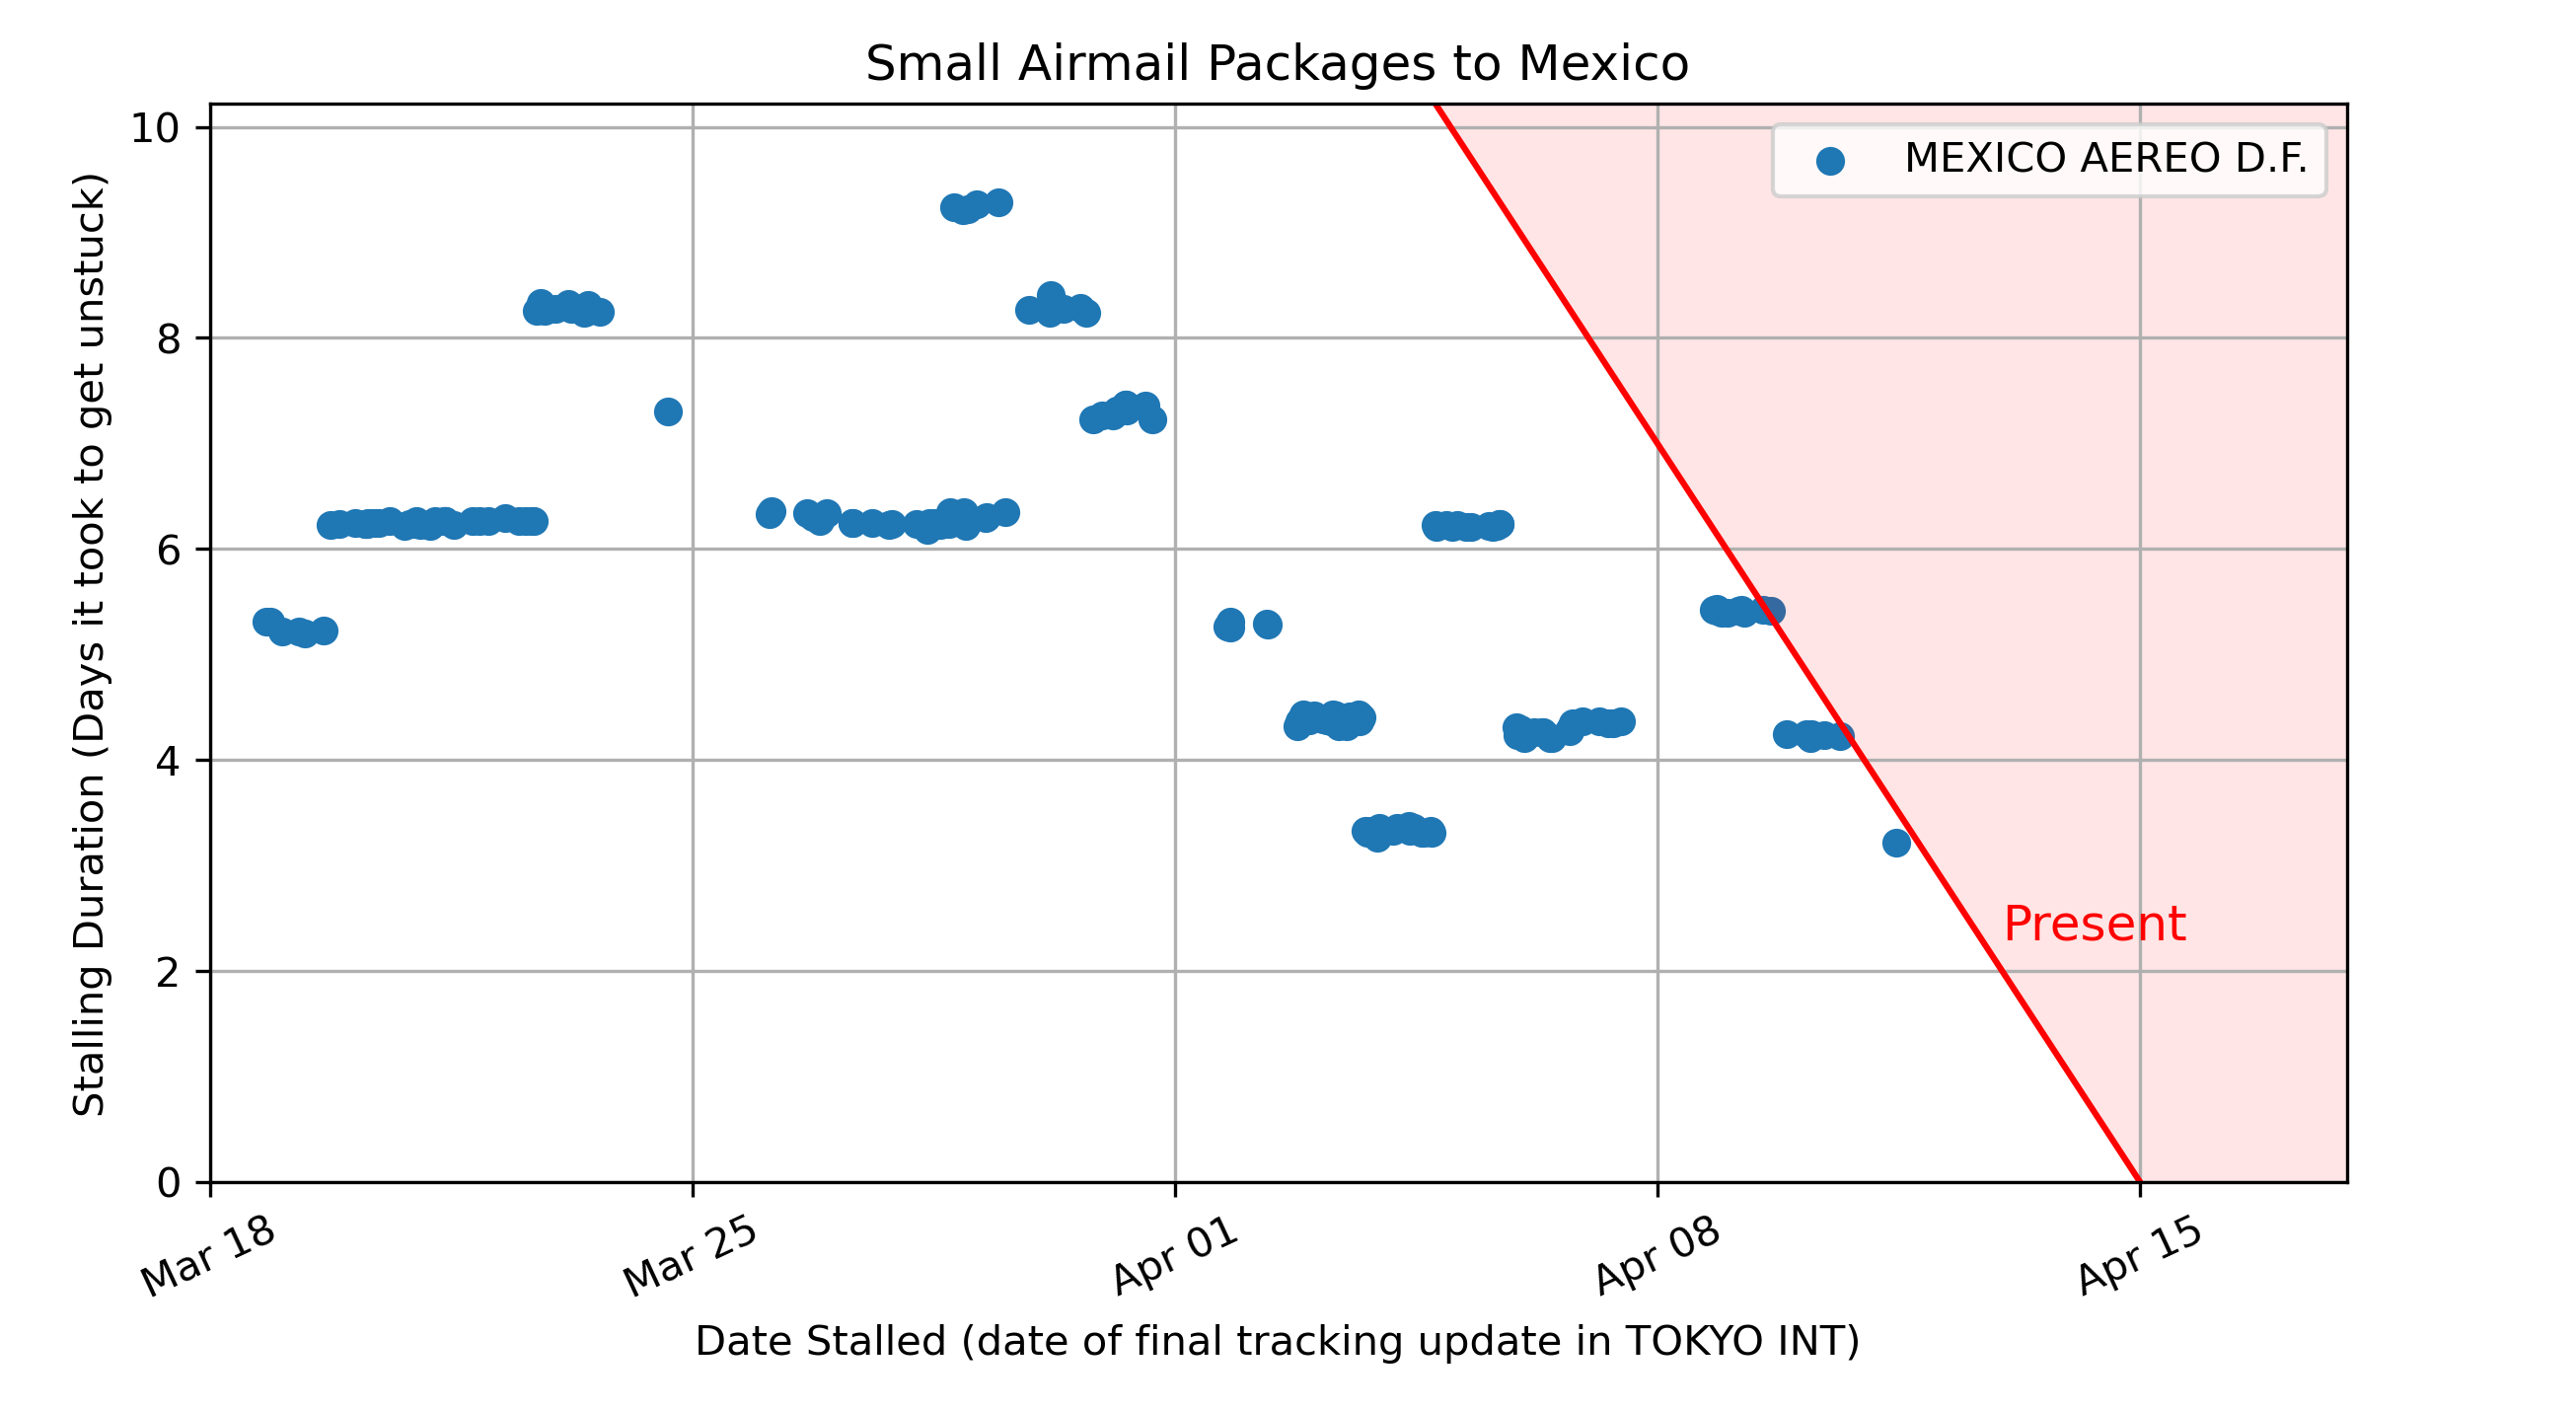 Small Airmail Packages to Mexico
Stalling Duration (Days it took to get unstuck)
10
8
6
4
2
0
MEXICO AEREO D.F.
Present
Mar 18
Mar 25
Apr 01
Apr 08
Apr 15
Date Stalled (date of final tracking update in TOKYO INT)